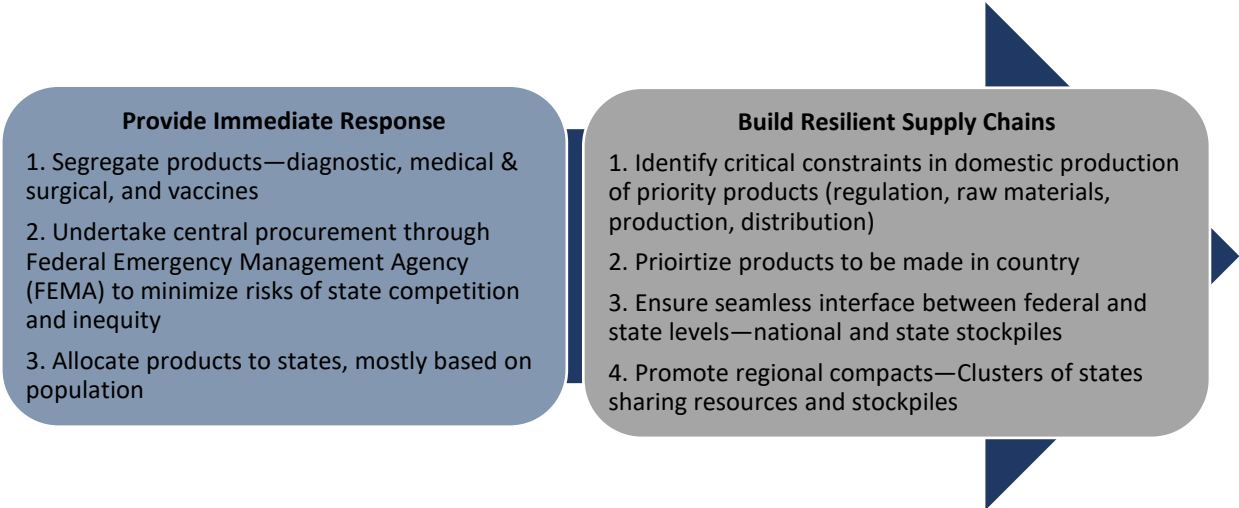 Provide Immediate Response
1. Segregate products—diagnostic, medical &
surgical, and vaccines
2. Undertake central procurement through
Federal Emergency Management Agency
(FEMA) to minimize risks of state competition
and inequity
3. Allocate products to states, mostly based on
population
Build Resilient Supply Chains
1. Identify critical constraints in domestic production
of priority products (regulation, raw materials,
production, distribution)
2. Prioirtize products to be made in country
3. Ensure seamless interface between federal and
state levels—national and state stockpiles
4. Promote regional compacts—Clusters of states
sharing resources and stockpiles